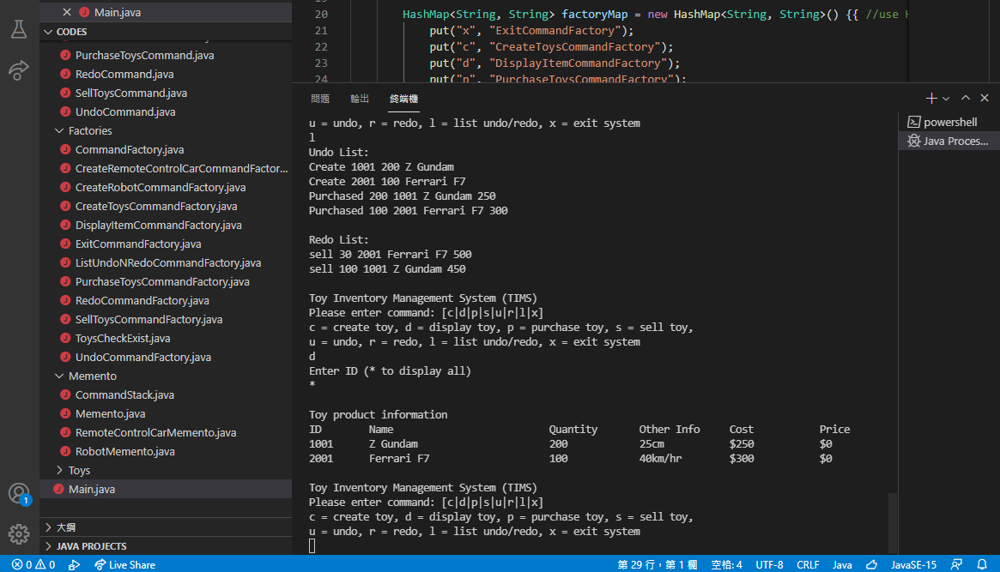 Main.java
CODES
PurchaseToysCommand.java
RedoCommand.java
SellToysCommand.java
UndoCommand.java
Factories
CommandFactory.java
CreateRemoteControlCarCommandFactor...
CreateRobotCommandFactory.java
CreateToysCommandFactory.java
DisplayItemCommandFactory.java
ExitCommandFactory.java
ListUndoNRedoCommandFactory.java
PurchaseToysCommandFactory.java
RedoCommandFactory.java
SellToysCommandFactory.java
ToysCheckExist.java
UndoCommandFactory.java
Memento
CommandStack.java
Memento.java
RemoteControlCarMemento.java
RobotMemento.java
Toys
Main.java
大綱
JAVA PROJECTS
1
20 HashMap<String, String> factoryMap = new HashMap<String, String>() {{ //use
21 put("x", "ExitCommandFactory");
22 put("c", "CreateToysCommandFactory");
23 put("d", "DisplayItemCommandFactory");
24 put("p", "PurchaseToysCommandFactory");
問題 輸出 終端機
u = undo, r = redo, l = list undo/redo, x = exit system
l
Undo List:
Create 1001 200 Z Gundam
Create 2001 100 Ferrari F7
Purchased 200 1001 Z Gundam 250
Purchased 100 2001 Ferrari F7 300
Redo List:
sell 30 2001 Ferrari F7 500
sell 100 1001 Z Gundam 450
Toy Inventory Management System (TIMS)
Please enter command: [c|d|p|s|u|r|l|x]
c = create toy, d = display toy, p = purchase toy, s = sell toy,
u = undo, r = redo, l = list undo/redo, x = exit system
d
Enter ID (* to display all)
*
Toy product information
ID Name Quantity Other Info Cost Price
1001 Z Gundam 200 25cm $250 $0
2001 Ferrari F7 100 40km/hr $300 $0
Toy Inventory Management System (TIMS)
Please enter command: [c|d|p|s|u|r|l|x]
c = create toy, d = display toy, p = purchase toy, s = sell toy,
u = undo, r = redo, l = list undo/redo, x = exit system
powershell
Java Proces...
0 0 Live Share 第 29 行，第 1 欄 空格: 4 UTF-8 CRLF Java JavaSE-15